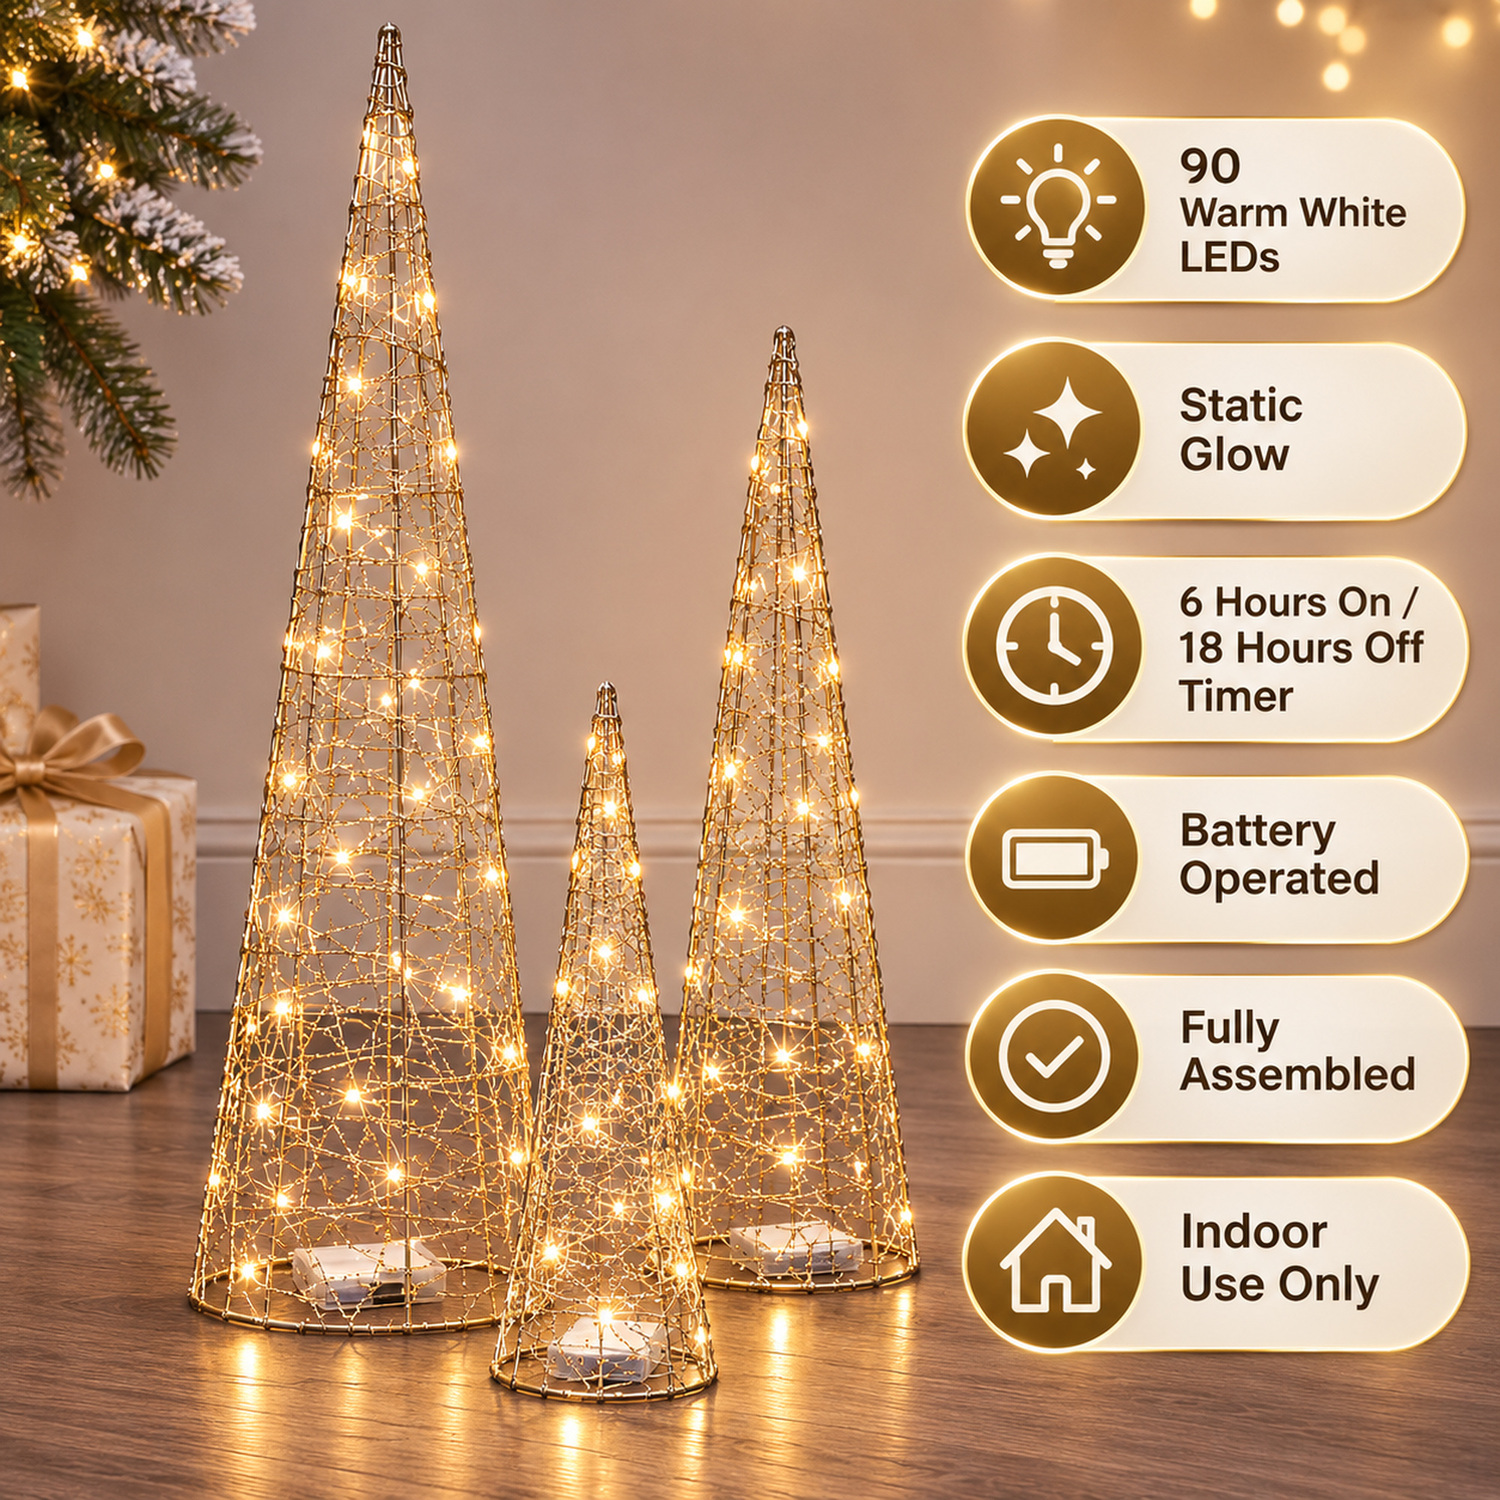 90
Warm White
LEDs
Static
Glow
6 Hours On /
18 Hours Off
Timer
Battery
Operated
Fully
Assembled
Indoor
Use Only